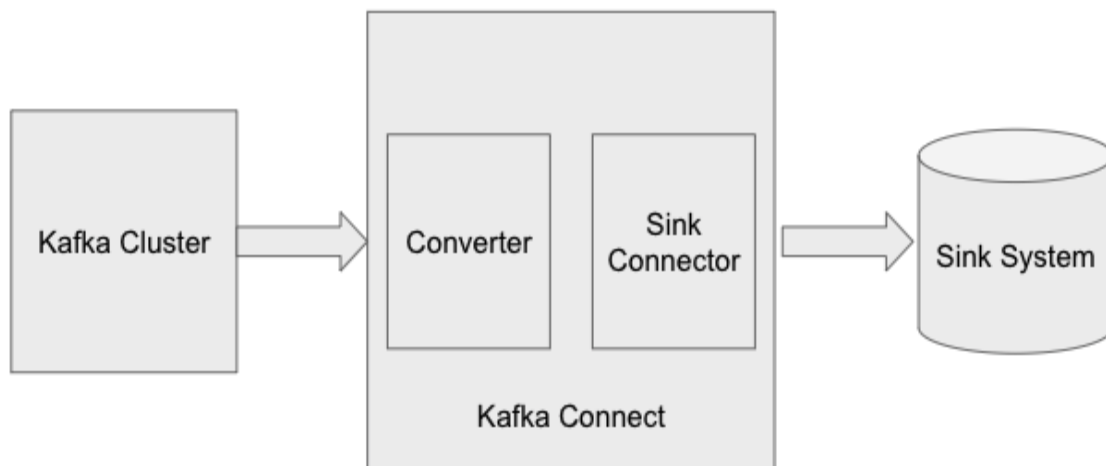 Kafka Cluster
Converter
Sink
Connector
Sink System
Kafka Connect